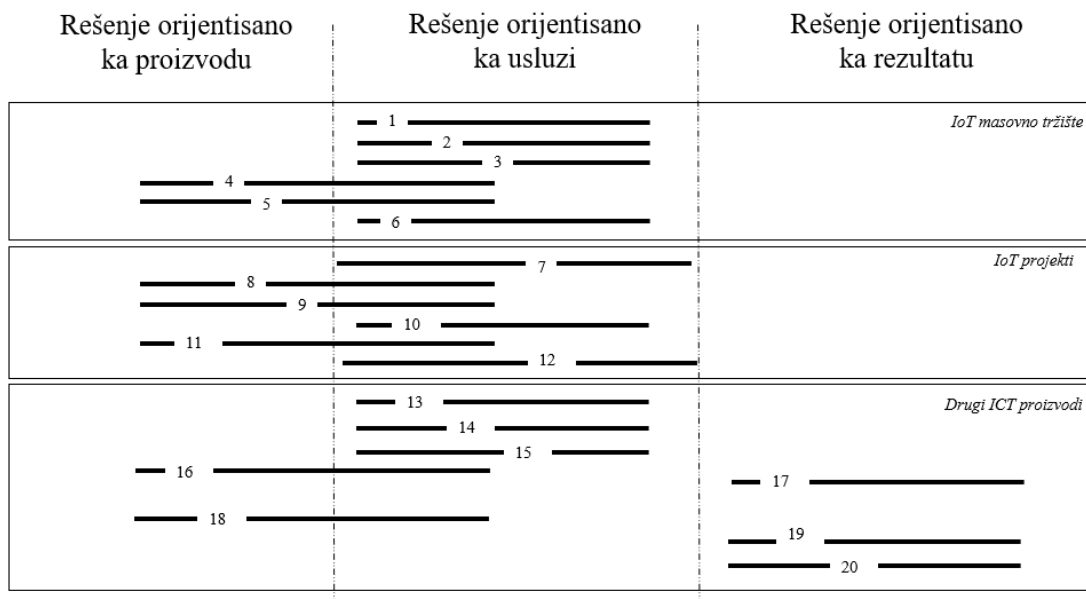 Rešenje orijentisano
ka proizvodu
Rešenje orijentisano
ka usluzi
Rešenje orijentisano
ka rezultatu
IoT masovno tržište
1
2
3
4
5
6
IoT projekti
7
8
9
10
11
12
Drugi ICT proizvodi
13
14
15
16
17
18
19
20